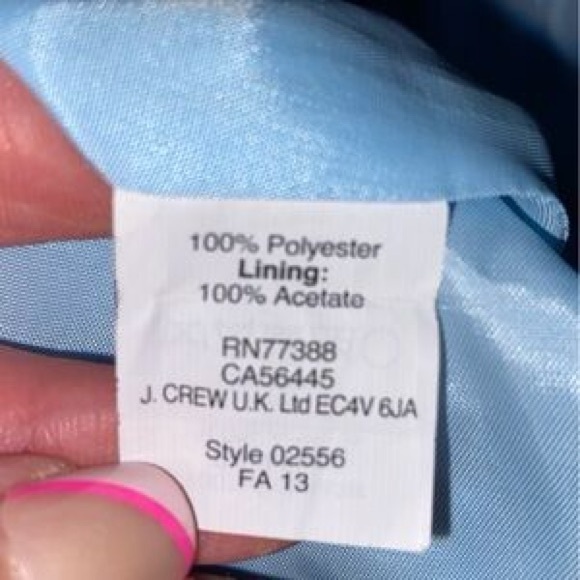 100% Polyester
Lining:
100% Acetate
RN77388
CA56445
J. CREW U.K. Ltd EC4V 6JA
Style 02556
FA 13